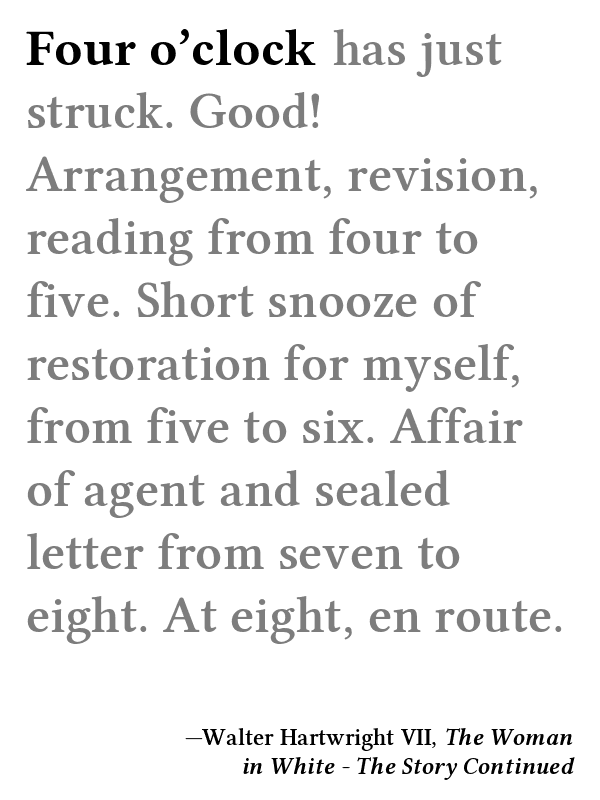 Four o’clock has just
struck. Good!
Arrangement, revision,
reading from four to
five. Short snooze of
restoration for myself,
from five to six. Affair
of agent and sealed
letter from seven to
eight. At eight, en route.
—Walter Hartwright VII, The Woman
in White - The Story Continued